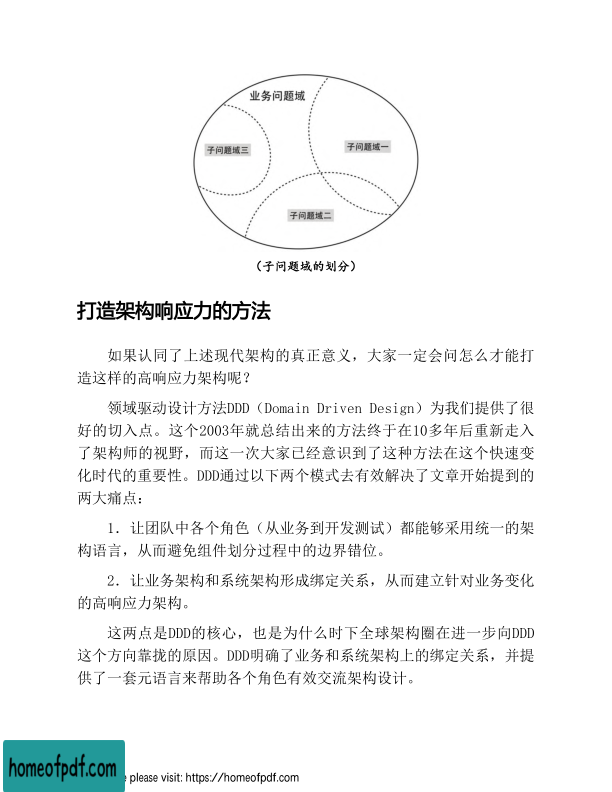 业务问题域
子问题域三
子问题域一
子问题域二
（子问题域的划分）
打造架构响应力的方法
如果认同了上述现代架构的真正意义，大家一定会问怎么才能打
造这样的高响应力架构呢？
领域驱动设计方法DDD（Domain Driven Design）为我们提供了很
好的切入点。这个2003年就总结出来的方法终于在10多年后重新走入
了架构师的视野，而这一次大家已经意识到了这种方法在这个快速变
化时代的重要性。DDD通过以下两个模式去有效解决了文章开始提到的
两大痛点：
1．让团队中各个角色（从业务到开发测试）都能够采用统一的架
构语言，从而避免组件划分过程中的边界错位。
2．让业务架构和系统架构形成绑定关系，从而建立针对业务变化
的高响应力架构。
这两点是DDD的核心，也是为什么时下全球架构圈在进一步向DDD
这个方向靠拢的原因。DDD明确了业务和系统架构上的绑定关系，并提
供了一套元语言来帮助各个角色有效交流架构设计。
homeofpdf.com
e please visit: https://homeofpdf.com